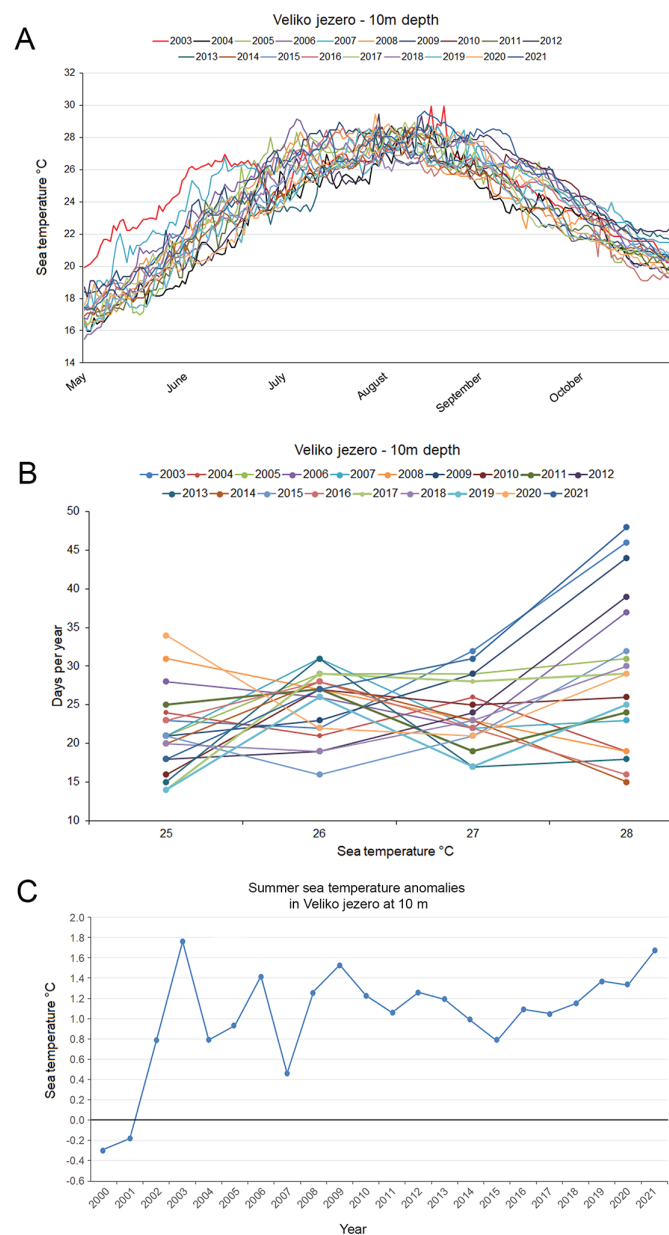 A
Veliko jezero - 10m depth
2003 2004 2005 2006 2007 2008 2009 2010 2011 2012
2013 2014 2015 2016 2017 2018 2019 2020 2021
Sea temperature °C
32
30
28
26
24
22
20
18
16
14
May June July August September October
B
Veliko jezero - 10m depth
2003 2004 2005 2006 2007 2008 2009 2010 2011 2012
2013 2014 2015 2016 2017 2018 2019 2020 2021
Days per year
50
45
40
35
30
25
20
15
10
25 26 27 28
Sea temperature °C
C
Summer sea temperature anomalies
in Veliko jezero at 10 m
Sea temperature °C
2.0
1.8
1.6
1.4
1.2
1.0
0.8
0.6
0.4
0.2
0.0
-0.2
-0.4
-0.6
2000 2001 2002 2003 2004 2005 2006 2007 2008 2009 2010 2011 2012 2013 2014 2015 2016 2017 2018 2019 2020 2021
Year